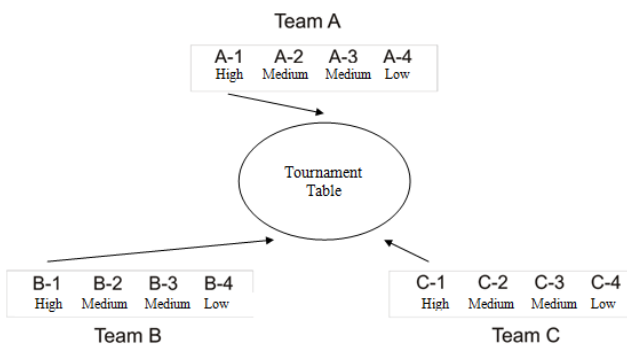 Team A
A-1 A-2 A-3 A-4
High Medium Medium Low
Tournament
Table
B-1 B-2 B-3 B-4
High Medium Medium Low
Team B
C-1 C-2 C-3 C-4
High Medium Medium Low
Team C